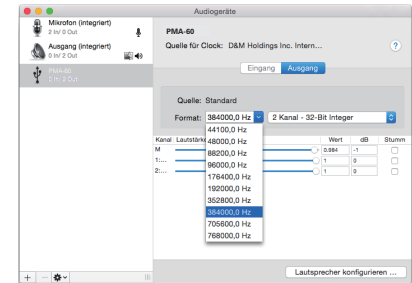 Audiogeräte
Mikrofon (integriert)
2 In/ 0 Out
Ausgang (integriert)
0 In/ 2 Out
PMA-60
0 In/ 2 Out
PMA-60
Quelle für Clock: D&M Holdings Inc. Intern...
?
Eingang Ausgang
Quelle: Standard
Format: 384000,0 Hz 2 Kanal - 32-Bit Integer
44100,0 Hz
48000,0 Hz
88200,0 Hz
96000,0 Hz
176400,0 Hz
192000,0 Hz
352800,0 Hz
384000,0 Hz
705600,0 Hz
768000,0 Hz
Kanal Lautstärke Wert dB Stumm
M 0.984 -1
1:... 1 0
2:... 1 0
+ −
Lautsprecher konfigurieren ...